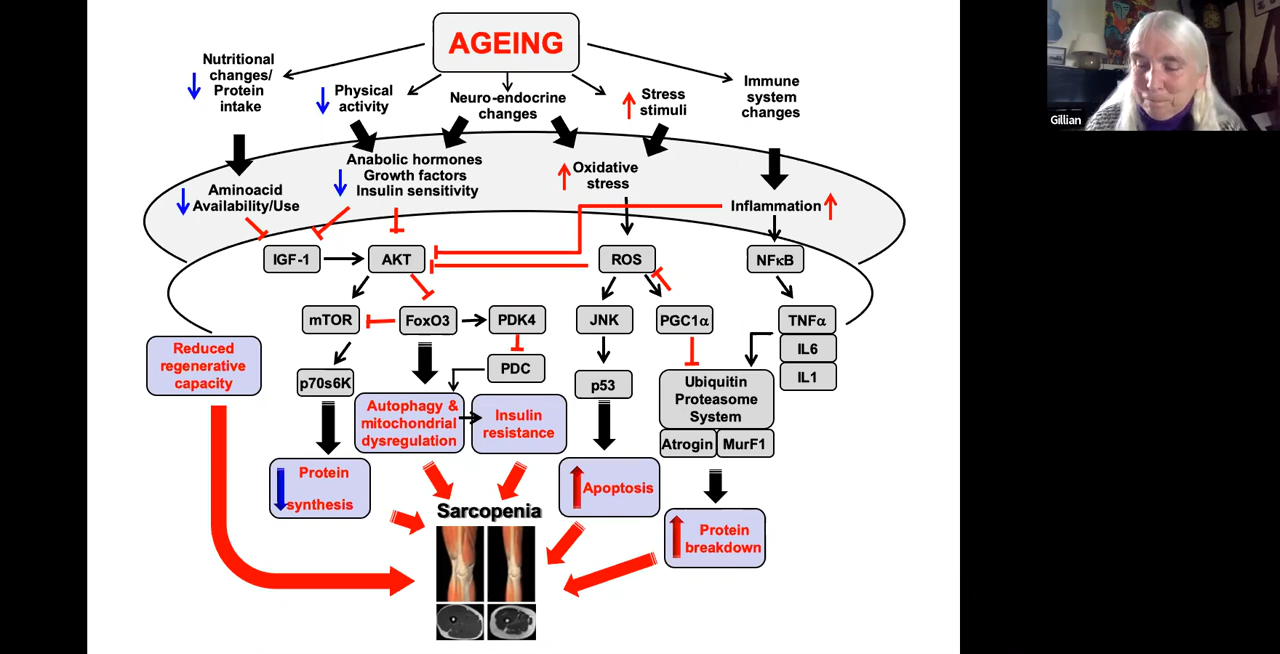 AGEING
Nutritional
changes/
Protein
intake
Physical
activity
Neuro-endocrine
changes
Stress
stimuli
Immune
system
changes
Gillian
Aminoacid
Availability/Use
Anabolic hormones
Growth factors
Insulin sensitivity
Oxidative
stress
Inflammation
IGF-1
AKT
ROS
NFκB
mTOR
FoxO3
PDK4
JNK
PGC1α
TNFα
IL6
IL1
Reduced
regenerative
capacity
p70s6K
PDC
p53
Ubiquitin
Proteasome
System
Atrogin
MurF1
Autophagy &
mitochondrial
dysregulation
Insulin
resistance
Protein
synthesis
Apoptosis
Protein
breakdown
Sarcopenia